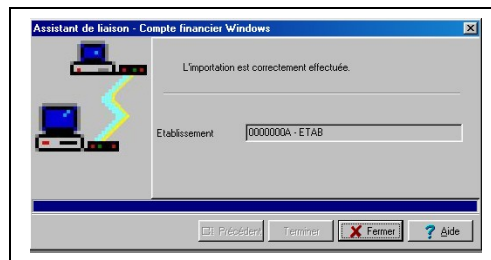 Assistant de liaison - Compte financier Windows
L'importation est correctement effectuée.
Etablissement 0000000A - ETAB
Précédent Terminer Fermer ? Aide